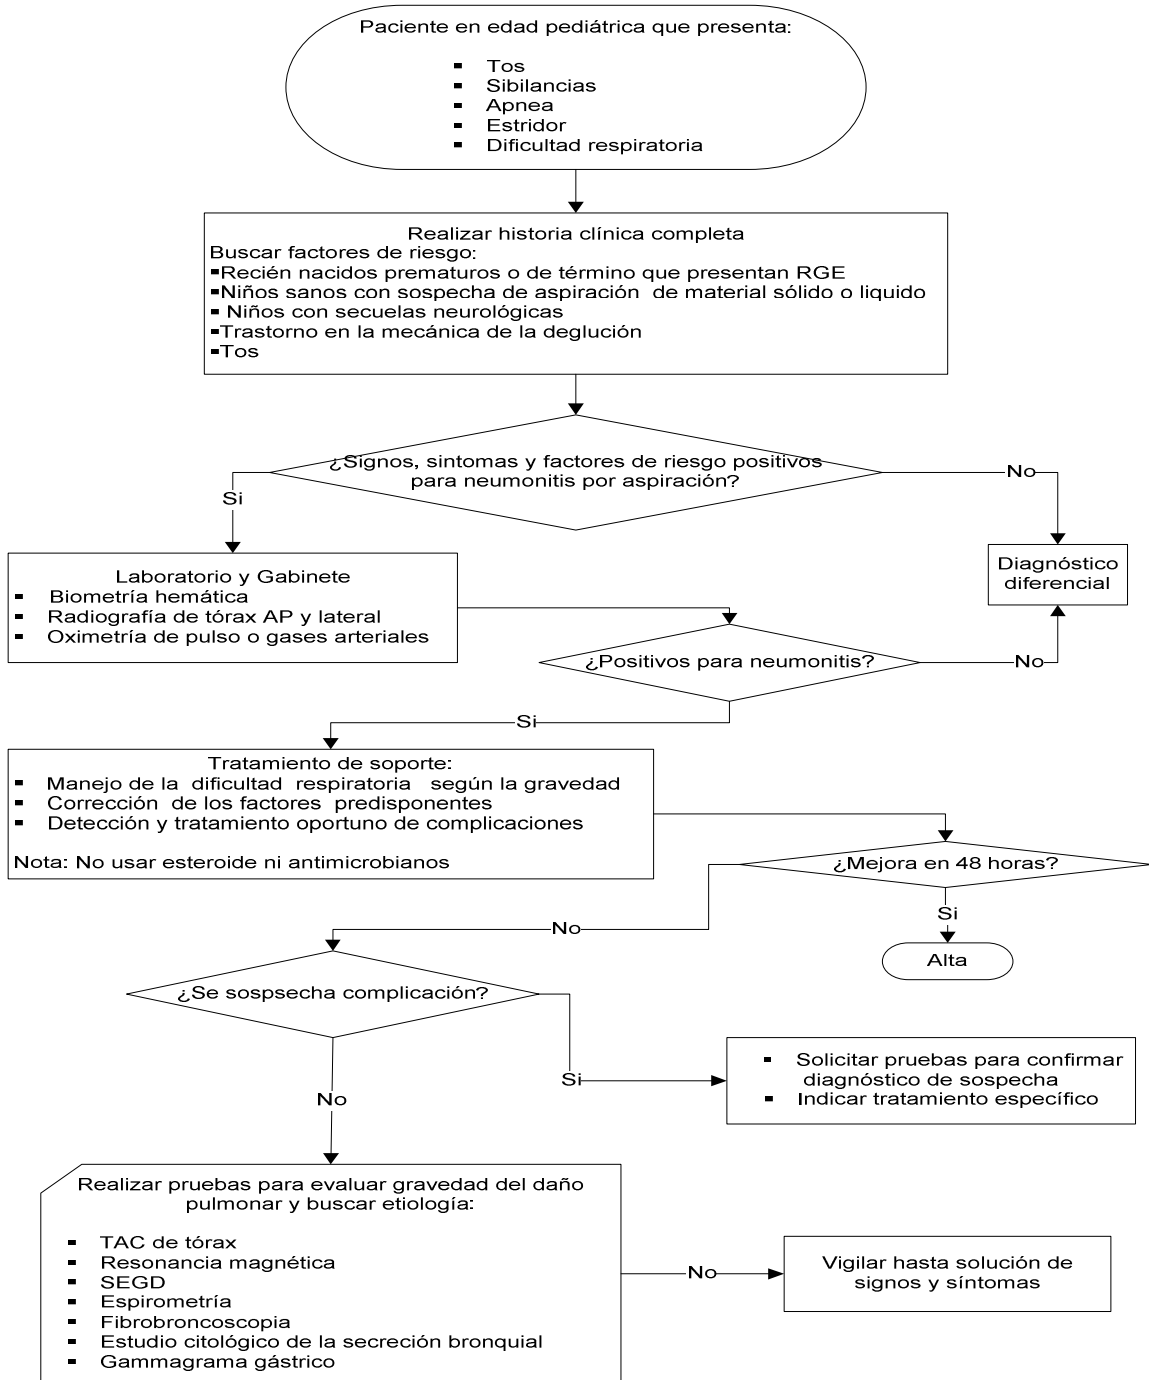 Paciente en edad pediátrica que presenta:
▪ Tos
▪ Sibilancias
▪ Apnea
▪ Estridor
▪ Dificultad respiratoria
Realizar historia clínica completa
Buscar factores de riesgo:
▪Recién nacidos prematuros o de término que presentan RGE
▪Niños sanos con sospecha de aspiración de material sólido o liquido
▪ Niños con secuelas neurológicas
▪Trastorno en la mecánica de la deglución
▪Tos
¿Signos, sintomas y factores de riesgo positivos
para neumonitis por aspiración?
No
Si
Diagnóstico
diferencial
Laboratorio y Gabinete
▪ Biometría hemática
▪ Radiografía de tórax AP y lateral
▪ Oximetría de pulso o gases arteriales
¿Positivos para neumonitis?
No
Si
Tratamiento de soporte:
▪ Manejo de la dificultad respiratoria según la gravedad
▪ Corrección de los factores predisponentes
▪ Detección y tratamiento oportuno de complicaciones
Nota: No usar esteroide ni antimicrobianos
¿Mejora en 48 horas?
Si
No
Alta
¿Se sospsecha complicación?
Si
▪ Solicitar pruebas para confirmar
diagnóstico de sospecha
▪ Indicar tratamiento específico
No
Realizar pruebas para evaluar gravedad del daño
pulmonar y buscar etiología:
▪ TAC de tórax
▪ Resonancia magnética
▪ SEGD
▪ Espirometría
▪ Fibrobroncoscopia
▪ Estudio citológico de la secreción bronquial
▪ Gammagrama gástrico
No
Vigilar hasta solución de
signos y síntomas